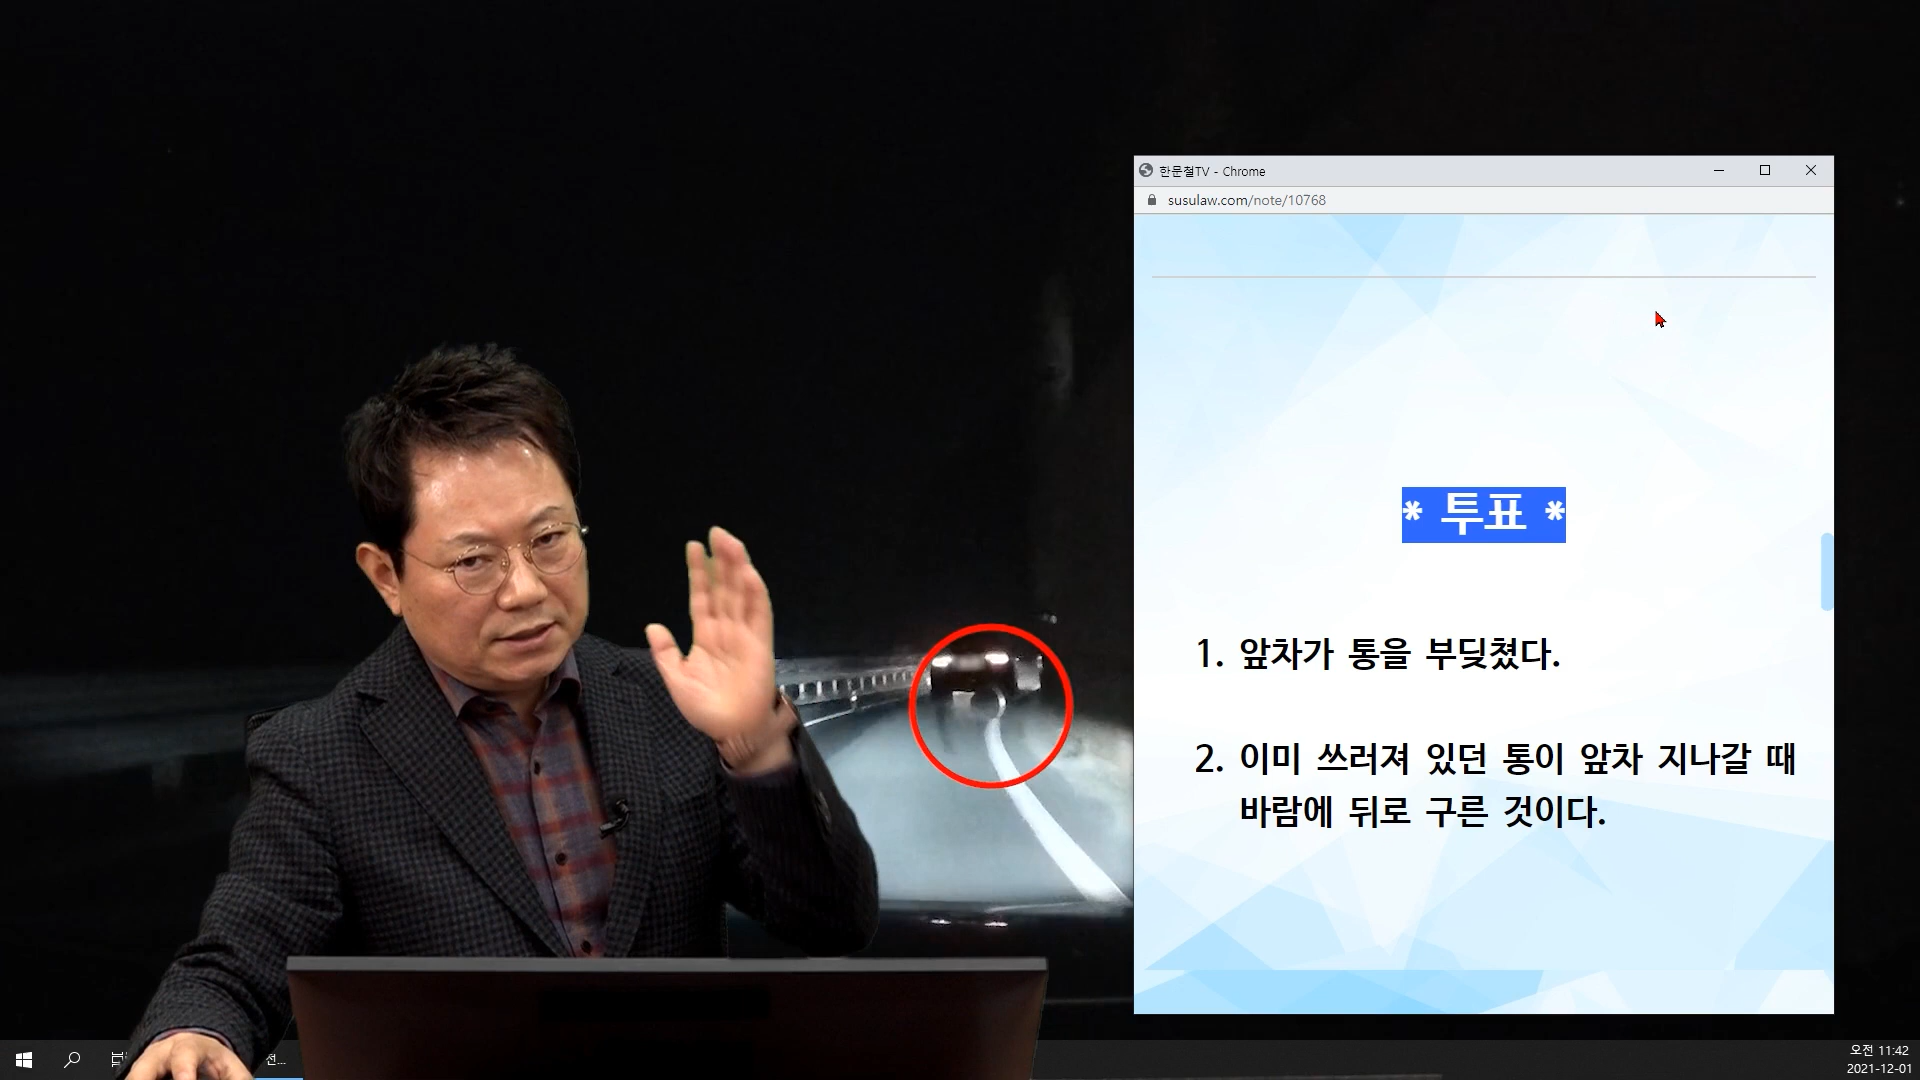 한문철TV - Chrome
susulaw.com/note/10768
* 투표 *
1. 앞차가 통을 부딪쳤다.
2. 이미 쓰러져 있던 통이 앞차 지나갈 때
바람에 뒤로 구른 것이다.
전...
오전 11:42
2021-12-01